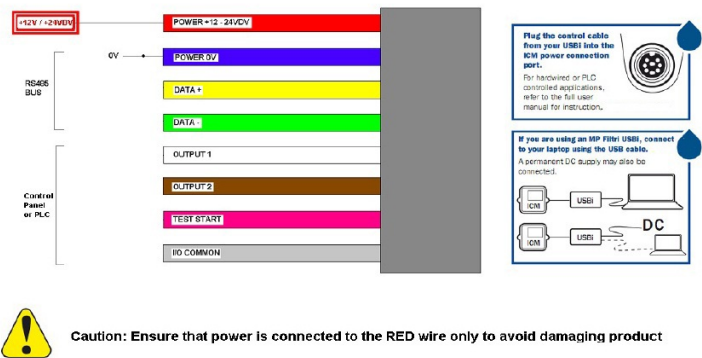 +12V / +24VDV
POWER +12 - 24VDV
0V
POWER 0V
RS485
BUS
DATA +
DATA -
OUTPUT 1
Control
Panel
or PLC
OUTPUT 2
TEST START
I/O COMMON
Plug the control cable
from your USBi into the
ICM power connection
port.
For hardwired or PLC
controlled applications,
refer to the full user
manual for instruction.
If you are using an MP Filtri USBi, connect
to your laptop using the USB cable.
A permanent DC supply may also be
connected.
ICM
USBi
DC
ICM
USBi
Caution: Ensure that power is connected to the RED wire only to avoid damaging product